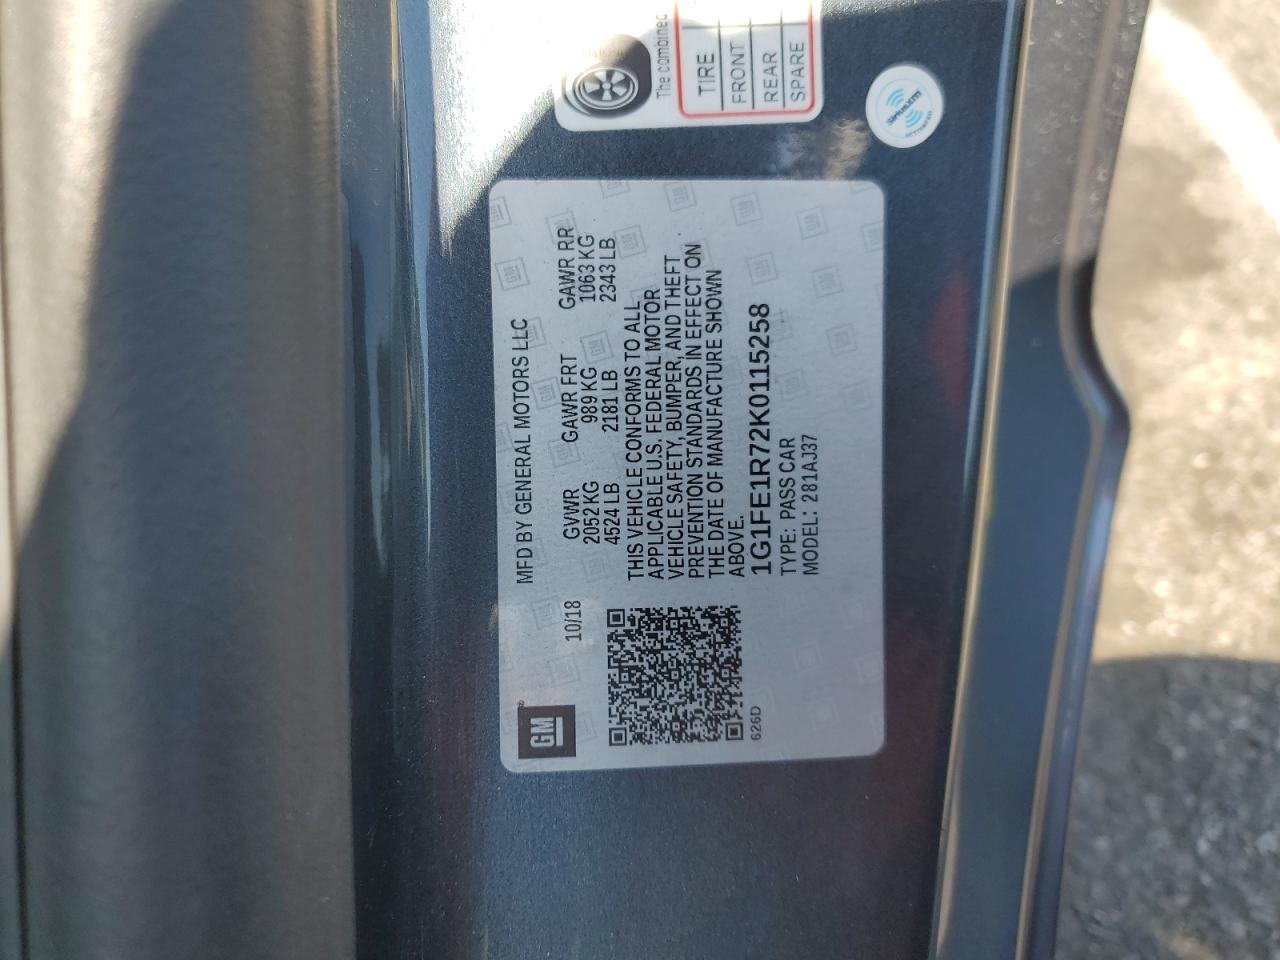 The combined
TIRE
FRONT
REAR
SPARE
SiriusXM
GM
MFD BY GENERAL MOTORS LLC
10/18
GVWR GAWR FRT GAWR RR
2052 KG 989 KG 1063 KG
4524 LB 2181 LB 2343 LB
THIS VEHICLE CONFORMS TO ALL
APPLICABLE U.S. FEDERAL MOTOR
VEHICLE SAFETY, BUMPER, AND THEFT
PREVENTION STANDARDS IN EFFECT ON
THE DATE OF MANUFACTURE SHOWN
ABOVE.
1G1FE1R72K0115258
TYPE: PASS CAR
MODEL: 281AJ37
626D